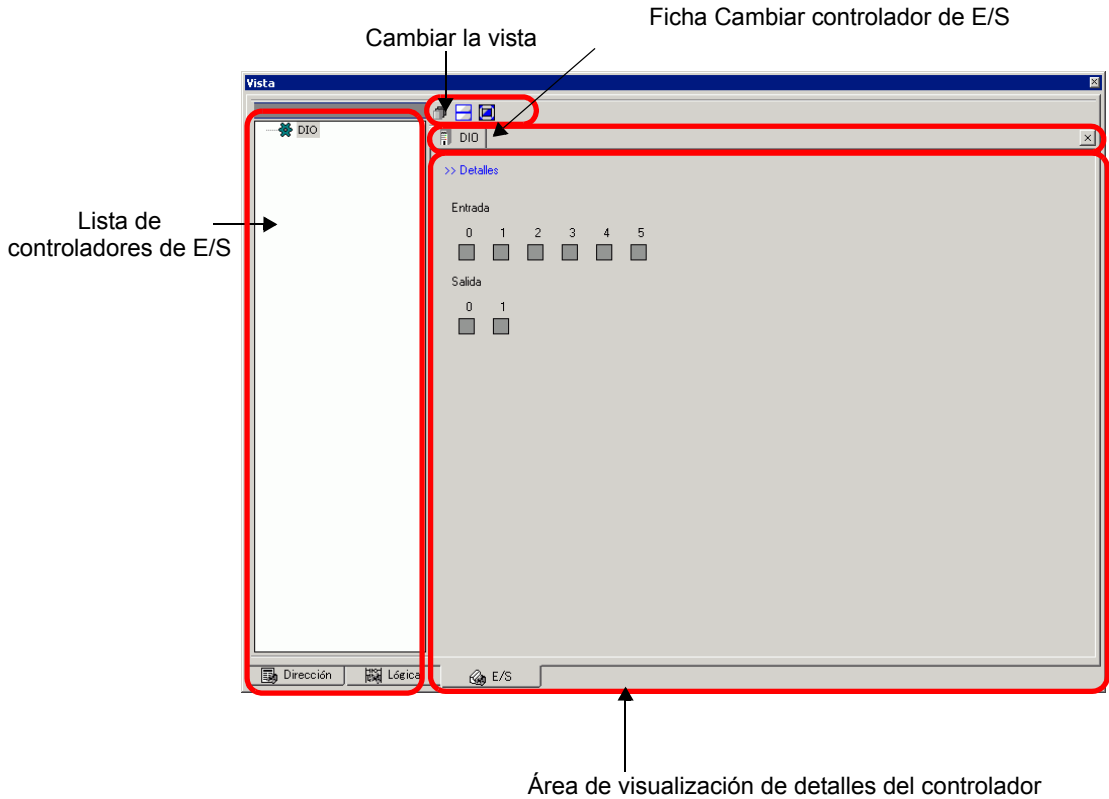 Ficha Cambiar controlador de E/S
Cambiar la vista
Vista
DIO
DIO
>> Detalles
Entrada
0 1 2 3 4 5
Salida
0 1
Lista de
controladores de E/S
Dirección Lógica E/S
Área de visualización de detalles del controlador